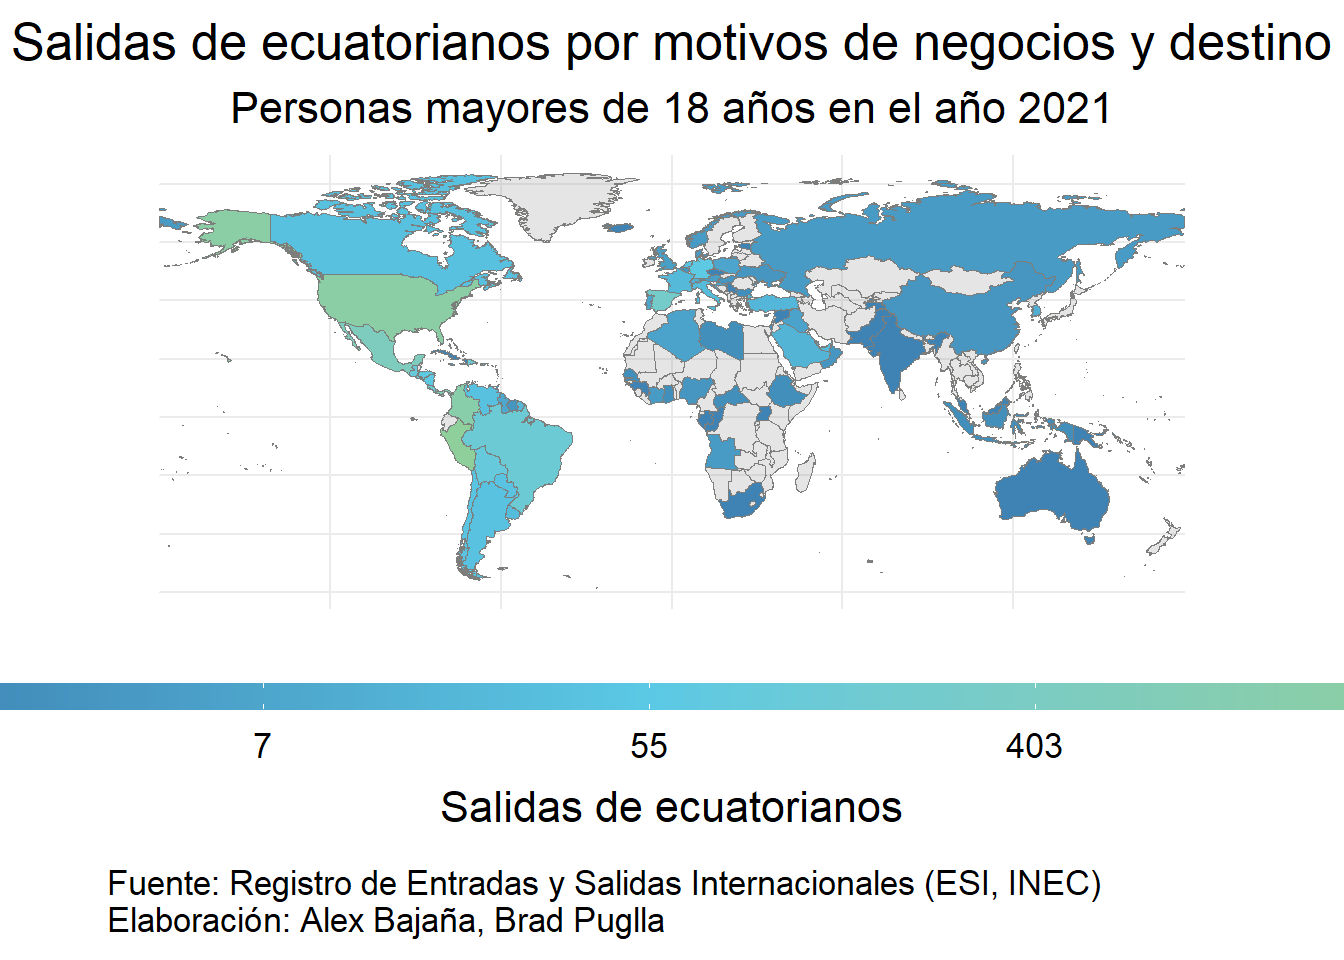 Salidas de ecuatorianos por motivos de negocios y destino
Personas mayores de 18 años en el año 2021
7
55
403
Salidas de ecuatorianos
Fuente: Registro de Entradas y Salidas Internacionales (ESI, INEC)
Elaboración: Alex Bajaña, Brad Puglla